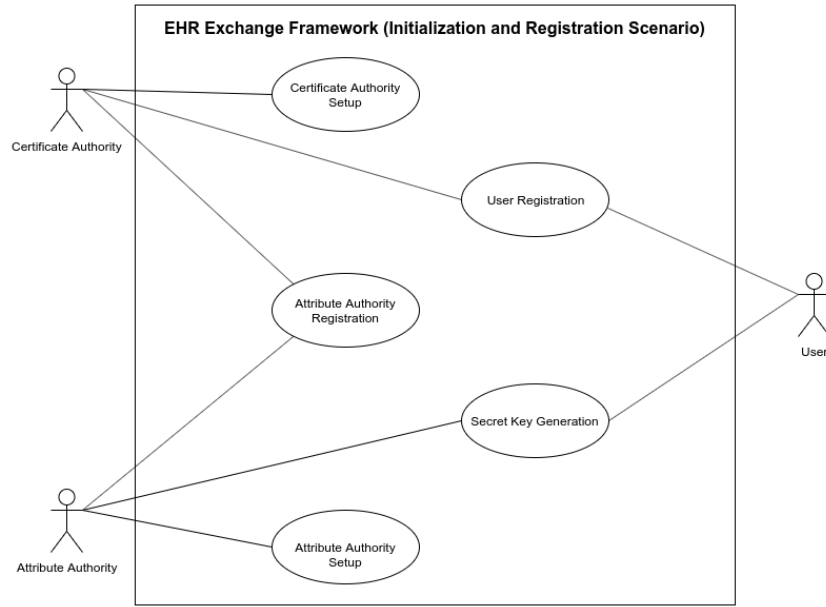 EHR Exchange Framework (Initialization and Registration Scenario)
Certificate Authority
Setup
Certificate Authority
User Registration
Attribute Authority
Registration
User
Secret Key Generation
Attribute Authority
Setup
Attribute Authority